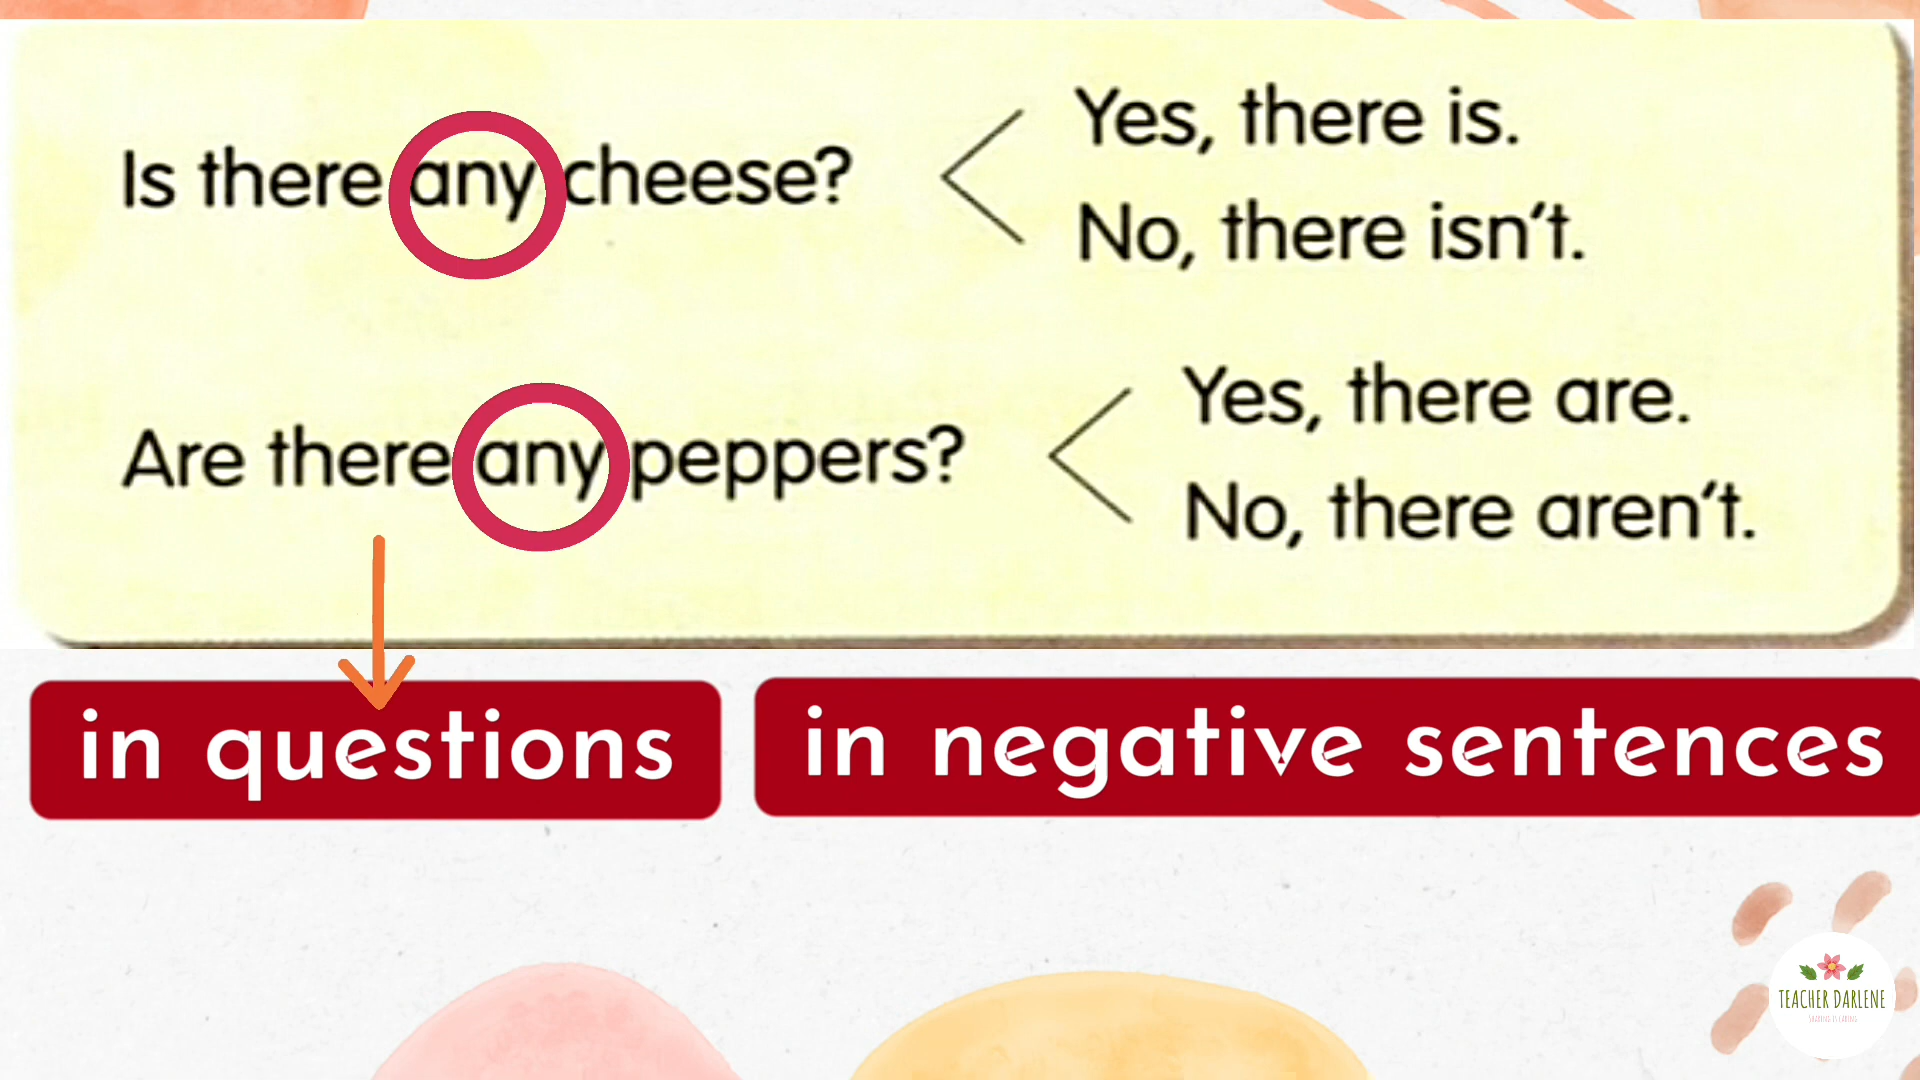 Is there any cheese?
Yes, there is.
No, there isn't.
Are there any peppers?
Yes, there are.
No, there aren't.
in questions
in negative sentences
TEACHER DARLENE